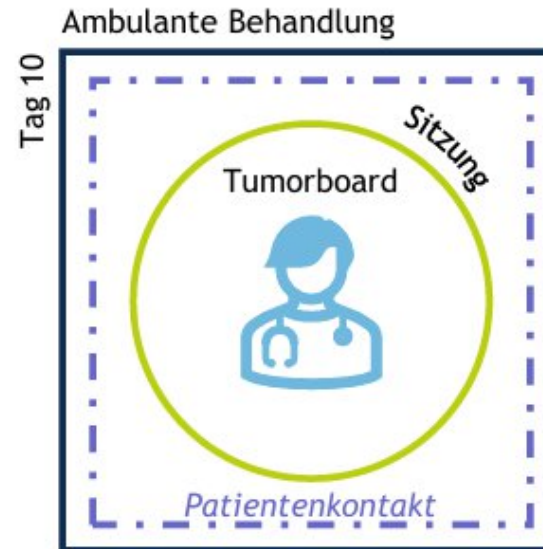 Ambulante Behandlung
Tag 10
Sitzung
Tumorboard
Patientenkontakt